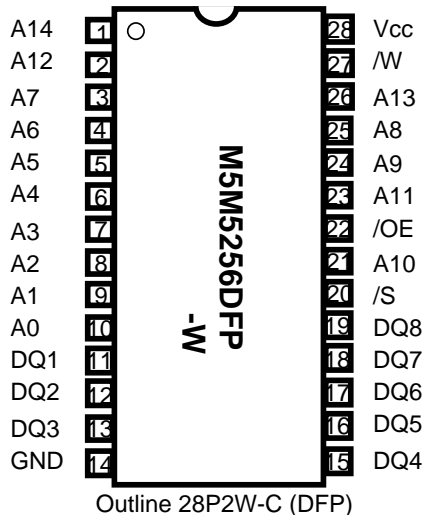 A14 1 28 Vcc
A12 2 27 /W
A7 3 26 A13
A6 4 25 A8
A5 5 24 A9
A4 6 23 A11
A3 7 22 /OE
A2 8 21 A10
A1 9 20 /S
A0 10 19 DQ8
DQ1 11 18 DQ7
DQ2 12 17 DQ6
DQ3 13 16 DQ5
GND 14 15 DQ4
M5M5256DFP
-W
Outline 28P2W-C (DFP)